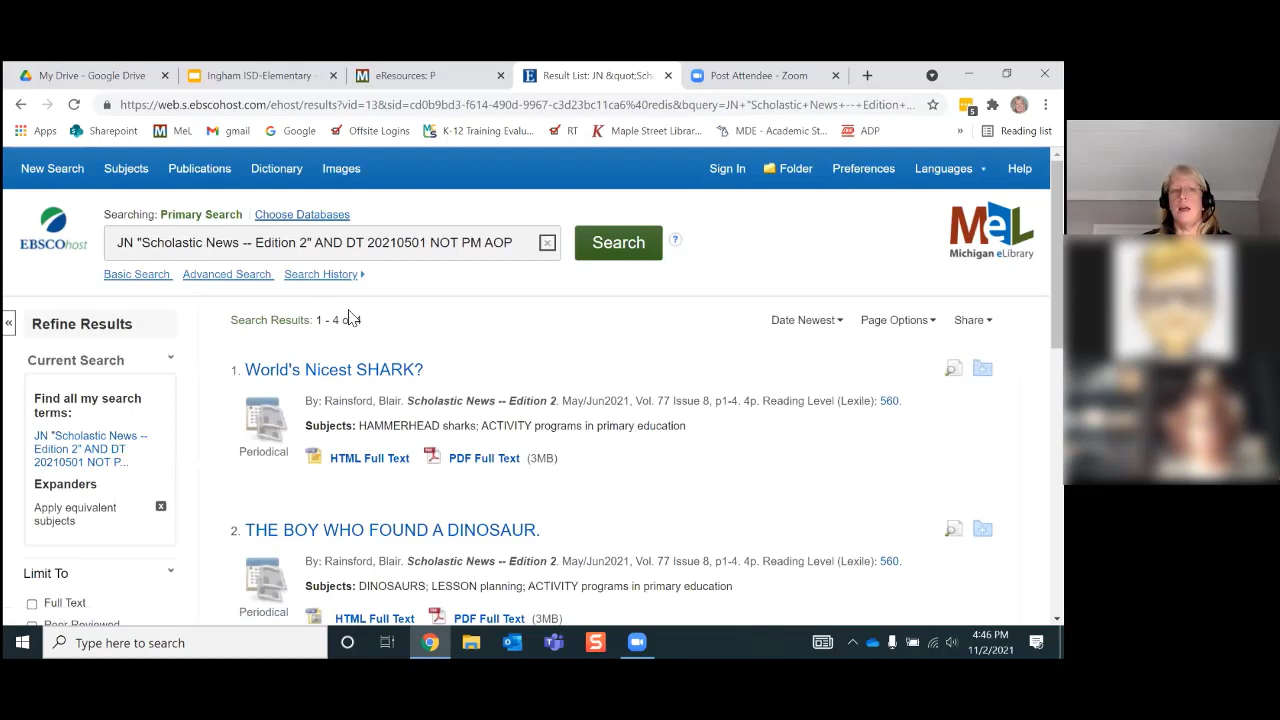 My Drive - Google Drive
Ingham ISD-Elementary -
eResources: P
Result List: JN &quot;Sch
Post Attendee - Zoom
https://web.s.ebscohost.com/ehost/results?vid=13&sid=cd0b9bd3-f614-490d-9967-c3d23bc11ca6%40redis&bquery=JN+"Scholastic+News+--+Edition+...
5
Apps Sharepoint MeL gmail Google Offsite Logins K-12 Training Evalu... RT Maple Street Librar... MDE - Academic St... ADP » Reading list
New Search Subjects Publications Dictionary Images Sign In Folder Preferences Languages Help
Searching: Primary Search Choose Databases
EBSCOhost
JN "Scholastic News -- Edition 2" AND DT 20210501 NOT PM AOP
Search
?
MeL
Michigan eLibrary
Basic Search Advanced Search Search History
«
Refine Results
Current Search
Find all my search
terms:
JN "Scholastic News --
Edition 2" AND DT
20210501 NOT P...
Expanders
Apply equivalent
subjects
Limit To
Full Text
Peer Reviewed
Search Results: 1 - 4 of 4
Date Newest Page Options Share
1. World's Nicest SHARK?
By: Rainsford, Blair. Scholastic News -- Edition 2. May/Jun2021, Vol. 77 Issue 8, p1-4. 4p. Reading Level (Lexile): 560.
Subjects: HAMMERHEAD sharks; ACTIVITY programs in primary education
Periodical
HTML Full Text PDF Full Text (3MB)
2. THE BOY WHO FOUND A DINOSAUR.
By: Rainsford, Blair. Scholastic News -- Edition 2. May/Jun2021, Vol. 77 Issue 8, p1-4. 4p. Reading Level (Lexile): 560.
Subjects: DINOSAURS; LESSON planning; ACTIVITY programs in primary education
Periodical
HTML Full Text PDF Full Text (3MB)
Type here to search
4:46 PM
11/2/2021